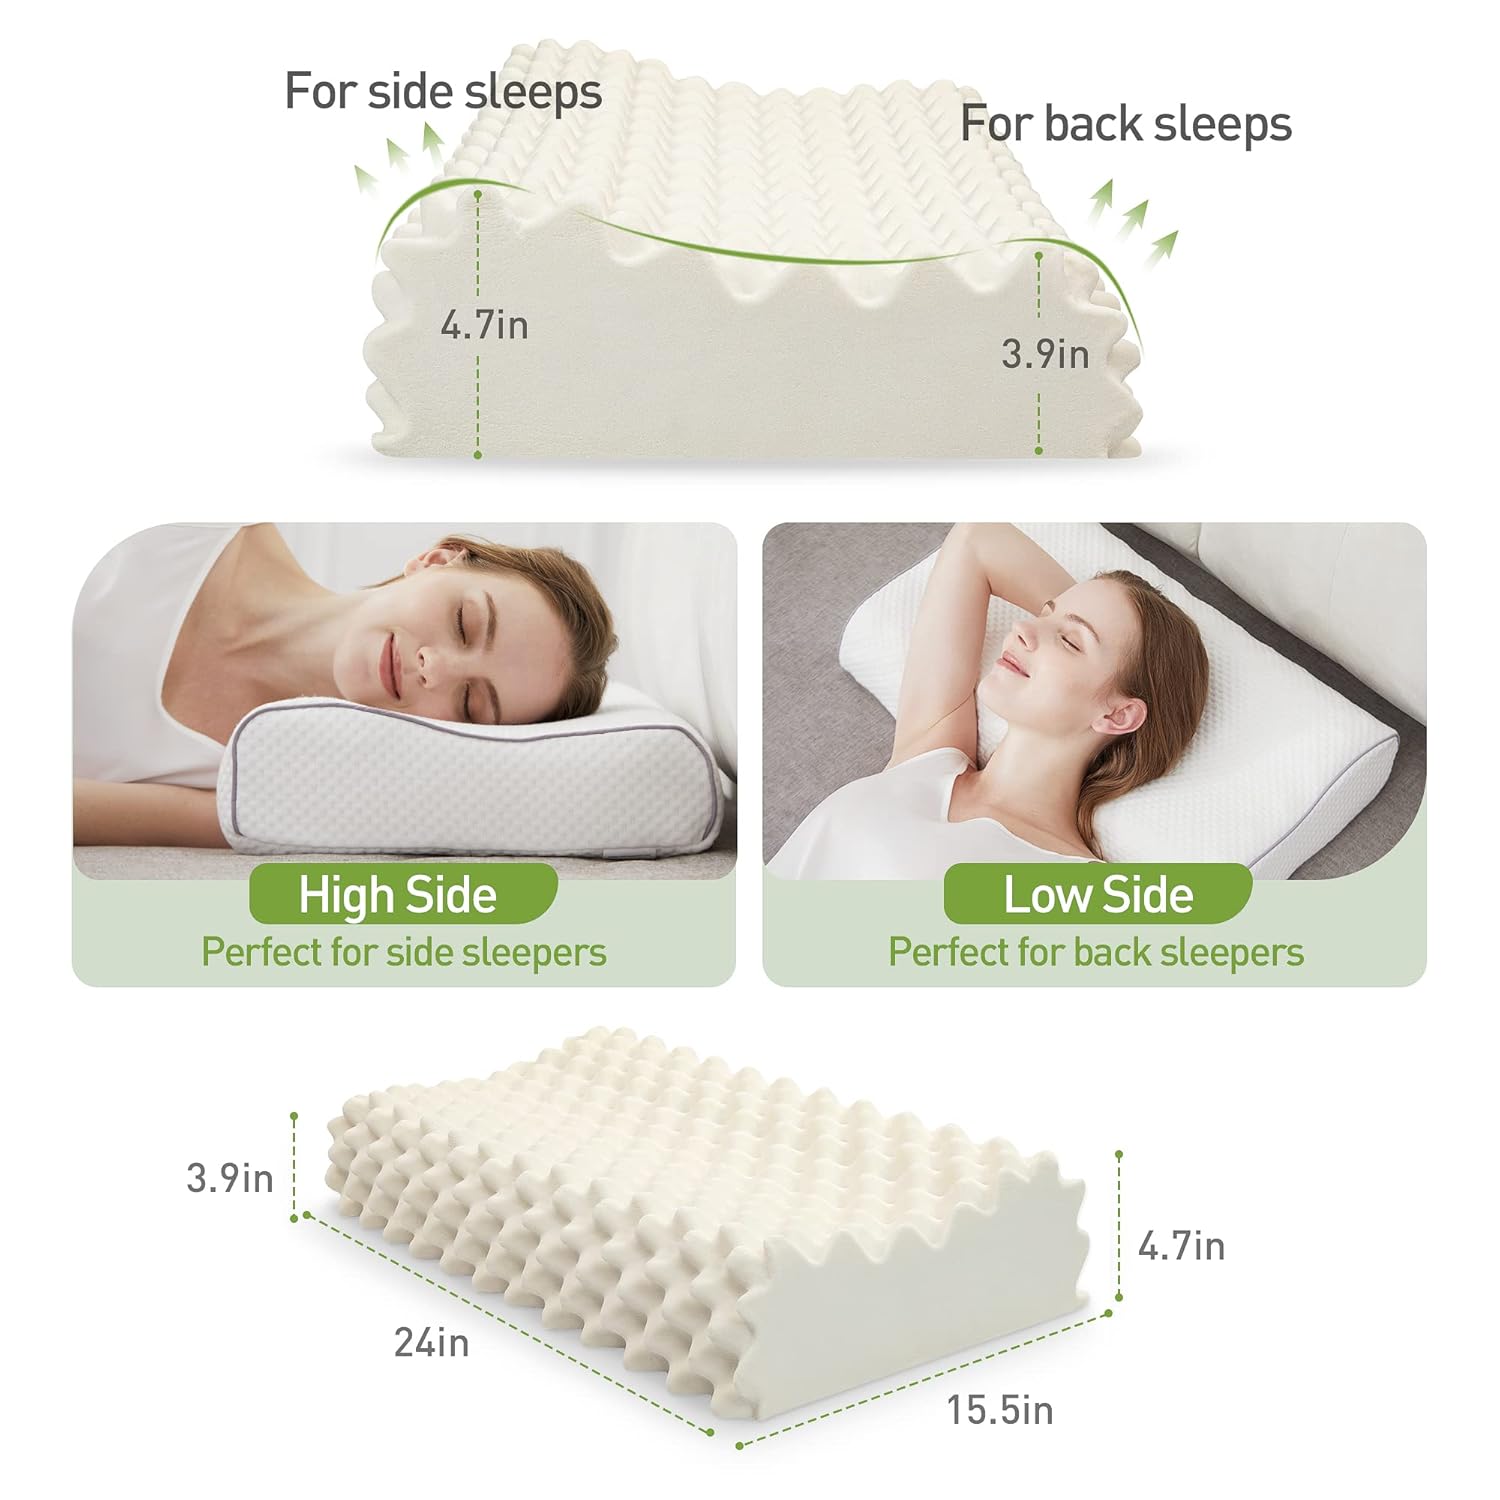 For side sleeps
For back sleeps
4.7in
3.9in
High Side
Perfect for side sleepers
Low Side
Perfect for back sleepers
3.9in
4.7in
24in
15.5in